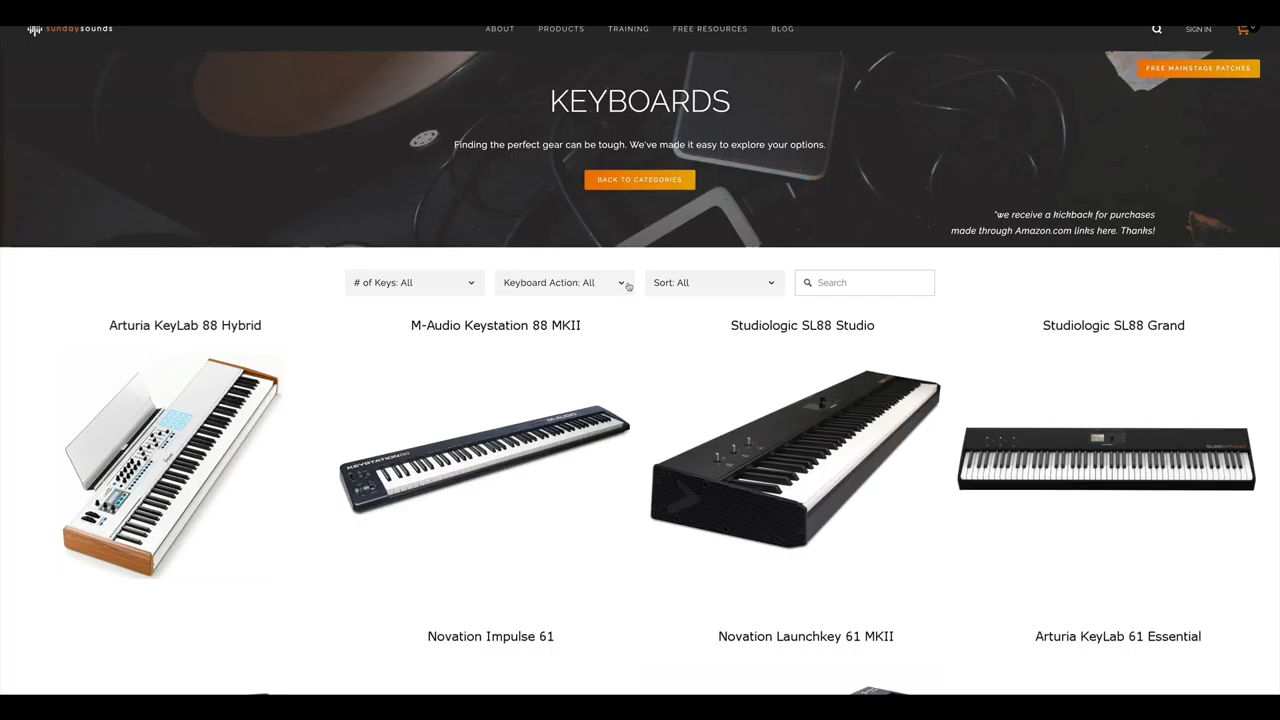 sundaysounds
ABOUT
PRODUCTS
TRAINING
FREE RESOURCES
BLOG
SIGN IN
FREE MAINSTAGE PATCHES
KEYBOARDS
Finding the perfect gear can be tough. We've made it easy to explore your options.
BACK TO CATEGORIES
*we receive a kickback for purchases
made through Amazon.com links here. Thanks!
# of Keys: All
Keyboard Action: All
Sort: All
Search
Arturia KeyLab 88 Hybrid
M-Audio Keystation 88 MKII
Studiologic SL88 Studio
Studiologic SL88 Grand
M-AUDIO
KEYSTATION 88
Novation Impulse 61
Novation Launchkey 61 MKII
Arturia KeyLab 61 Essential